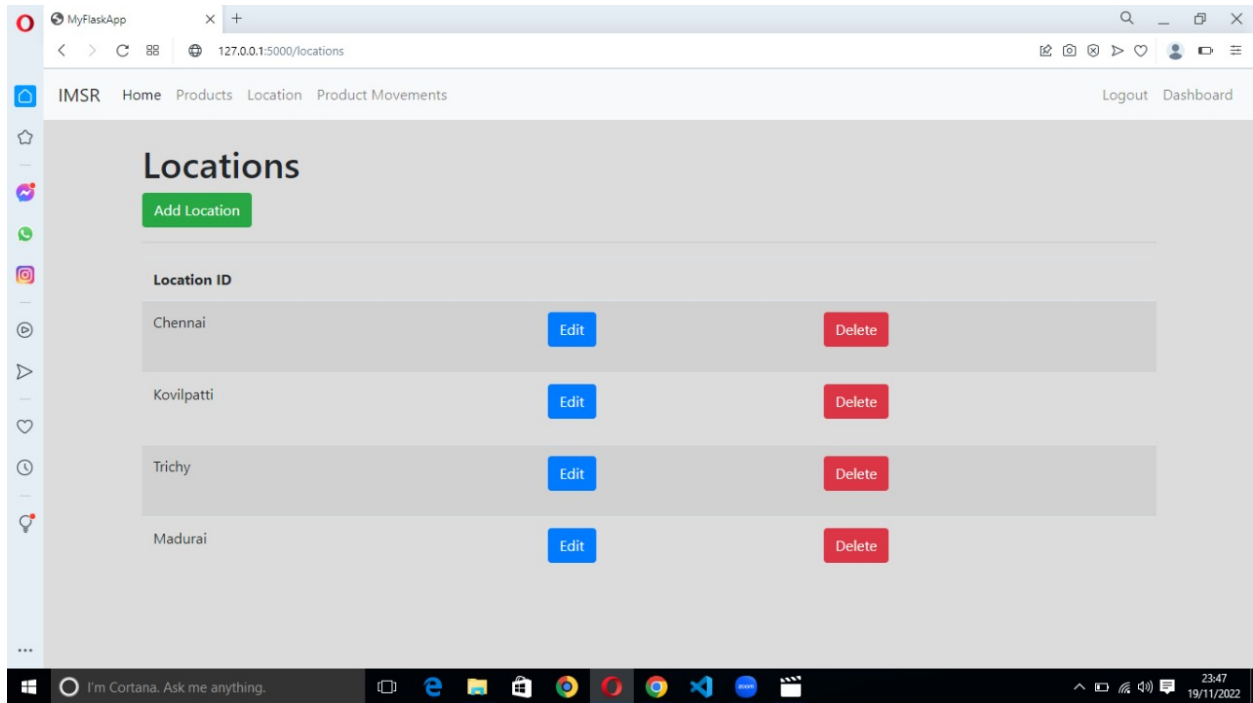 MyFlaskApp
127.0.0.1:5000/locations
IMSR Home Products Location Product Movements Logout Dashboard
Locations
Add Location
Location ID
Chennai Edit Delete
Kovilpatti Edit Delete
Trichy Edit Delete
Madurai Edit Delete
I'm Cortana. Ask me anything.
zoom
23:47
19/11/2022